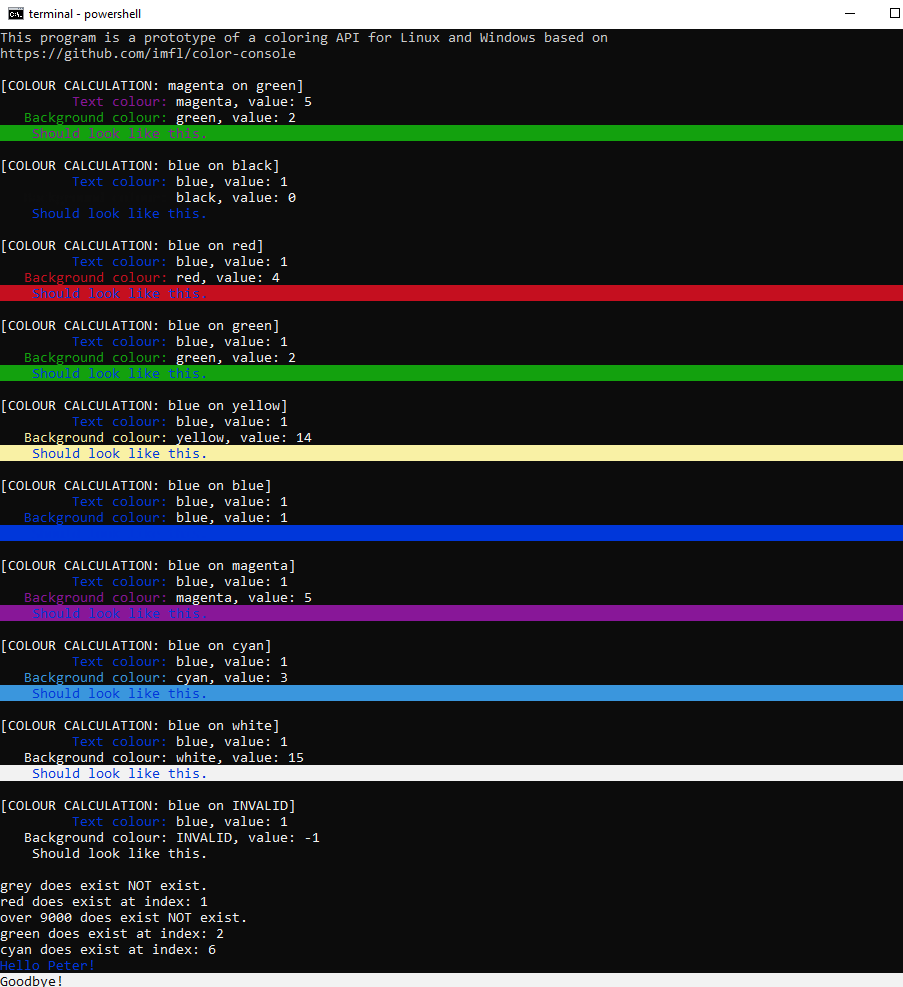 terminal - powershell
This program is a prototype of a coloring API for Linux and Windows based on
https://github.com/imfl/color-console
[COLOUR CALCULATION: magenta on green]
Text colour: magenta, value: 5
Background colour: green, value: 2
Should look like this.
[COLOUR CALCULATION: blue on black]
Text colour: blue, value: 1
black, value: 0
Should look like this.
[COLOUR CALCULATION: blue on red]
Text colour: blue, value: 1
Background colour: red, value: 4
Should look like this.
[COLOUR CALCULATION: blue on green]
Text colour: blue, value: 1
Background colour: green, value: 2
Should look like this.
[COLOUR CALCULATION: blue on yellow]
Text colour: blue, value: 1
Background colour: yellow, value: 14
Should look like this.
[COLOUR CALCULATION: blue on blue]
Text colour: blue, value: 1
Background colour: blue, value: 1
[COLOUR CALCULATION: blue on magenta]
Text colour: blue, value: 1
Background colour: magenta, value: 5
Should look like this.
[COLOUR CALCULATION: blue on cyan]
Text colour: blue, value: 1
Background colour: cyan, value: 3
Should look like this.
[COLOUR CALCULATION: blue on white]
Text colour: blue, value: 1
Background colour: white, value: 15
Should look like this.
[COLOUR CALCULATION: blue on INVALID]
Text colour: blue, value: 1
Background colour: INVALID, value: -1
Should look like this.
grey does exist NOT exist.
red does exist at index: 1
over 9000 does exist NOT exist.
green does exist at index: 2
cyan does exist at index: 6
Hello Peter!
Goodbye!